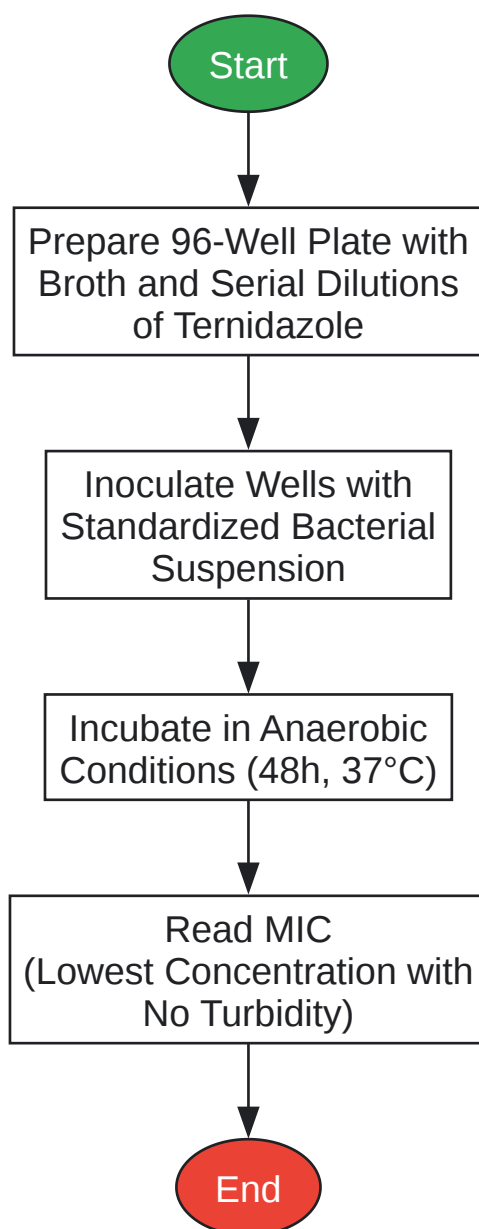 Start
Prepare 96-Well Plate with
Broth and Serial Dilutions
of Ternidazole
Inoculate Wells with
Standardized Bacterial
Suspension
Incubate in Anaerobic
Conditions (48h, 37°C)
Read MIC
(Lowest Concentration with
No Turbidity)
End